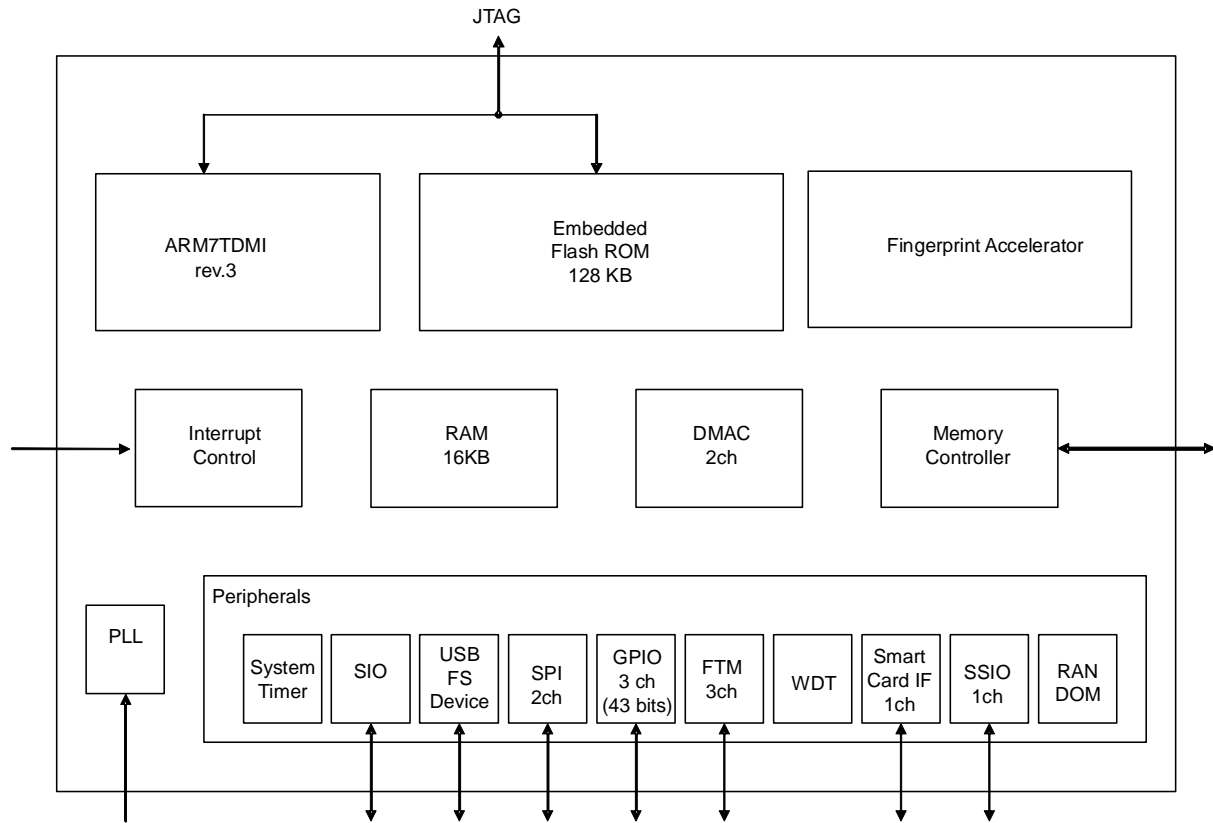 JTAG
ARM7TDMI
rev.3
Embedded
Flash ROM
128 KB
Fingerprint Accelerator
Interrupt
Control
RAM
16KB
DMAC
2ch
Memory
Controller
PLL
Peripherals
System
Timer
SIO
USB
FS
Device
SPI
2ch
GPIO
3 ch
(43 bits)
FTM
3ch
WDT
Smart
Card IF
1ch
SSIO
1ch
RAN
DOM